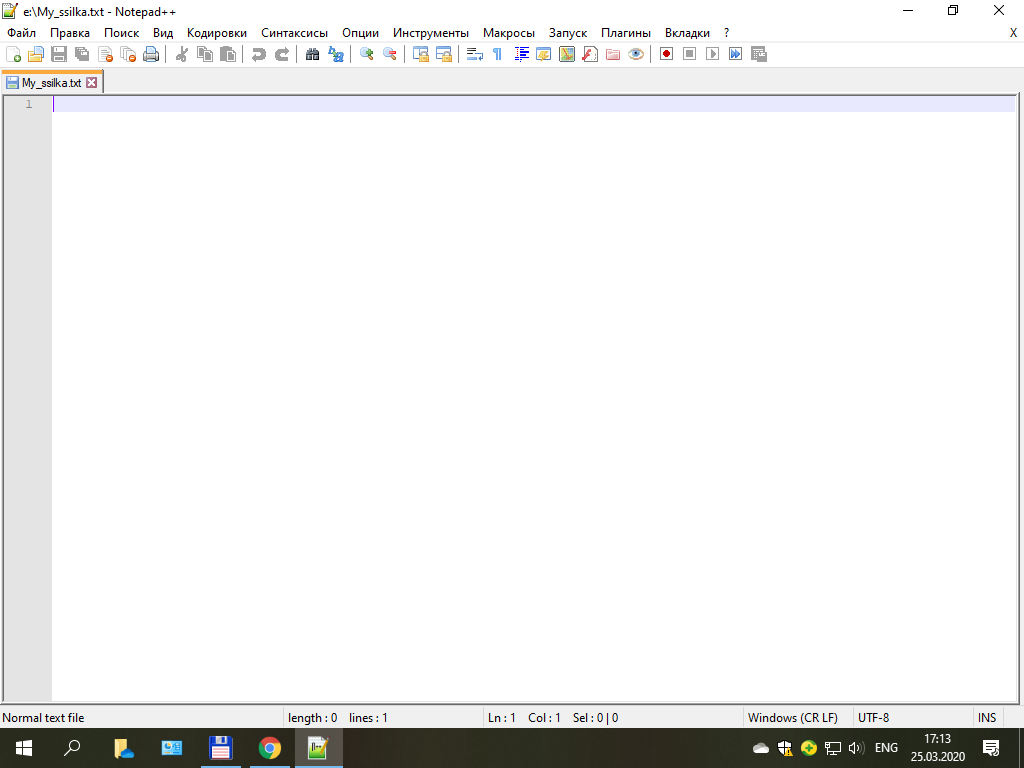 e:\My_ssilka.txt - Notepad++
Файл Правка Поиск Вид Кодировки Синтаксисы Опции Инструменты Макросы Запуск Плагины Вкладки ? X
My_ssilka.txt
1
Normal text file length : 0 lines : 1 Ln : 1 Col : 1 Sel : 0 | 0 Windows (CR LF) UTF-8 INS
ENG 17:13
25.03.2020